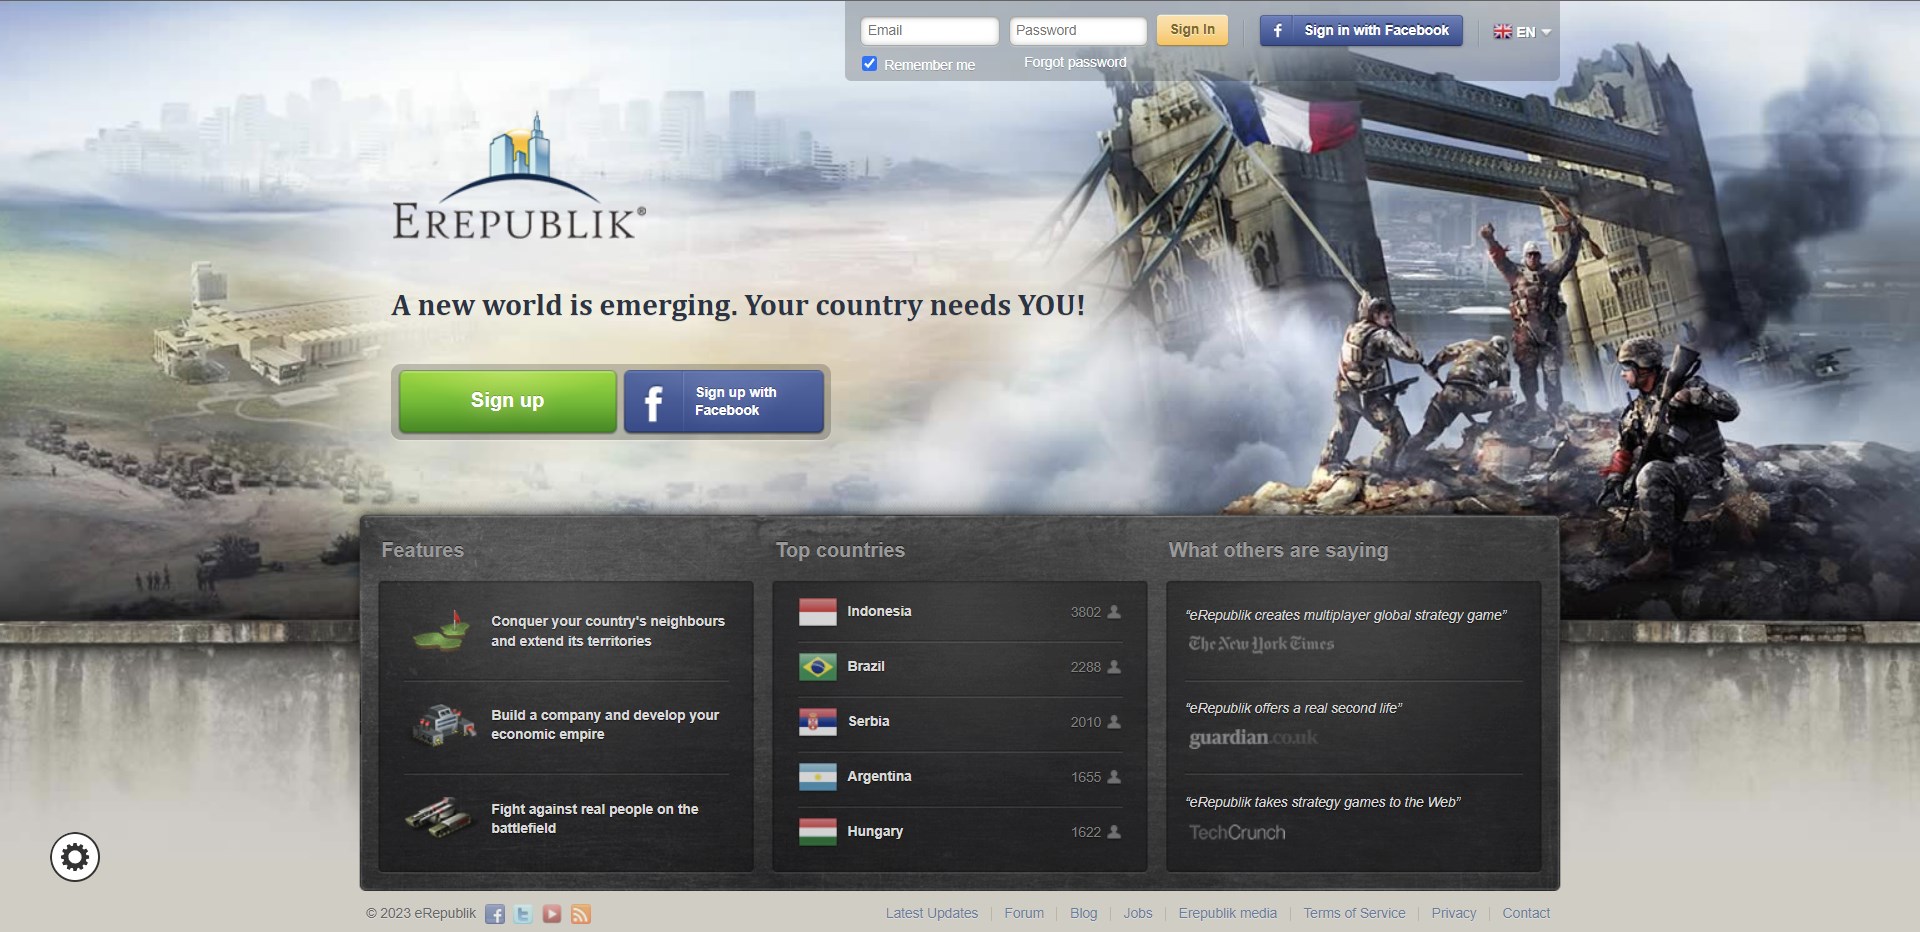 Email
Password
Sign In
Sign in with Facebook
EN
Remember me
Forgot password
EREPUBLIK®
A new world is emerging. Your country needs YOU!
Sign up
Sign up with
Facebook
Features
Conquer your country's neighbours
and extend its territories
Build a company and develop your
economic empire
Fight against real people on the
battlefield
Top countries
Indonesia 3802
Brazil 2288
Serbia 2010
Argentina 1655
Hungary 1622
What others are saying
“eRepublik creates multiplayer global strategy game”
The New York Times
“eRepublik offers a real second life”
guardian.co.uk
“eRepublik takes strategy games to the Web”
TechCrunch
© 2023 eRepublik
Latest Updates
Forum
Blog
Jobs
Erepublik media
Terms of Service
Privacy
Contact